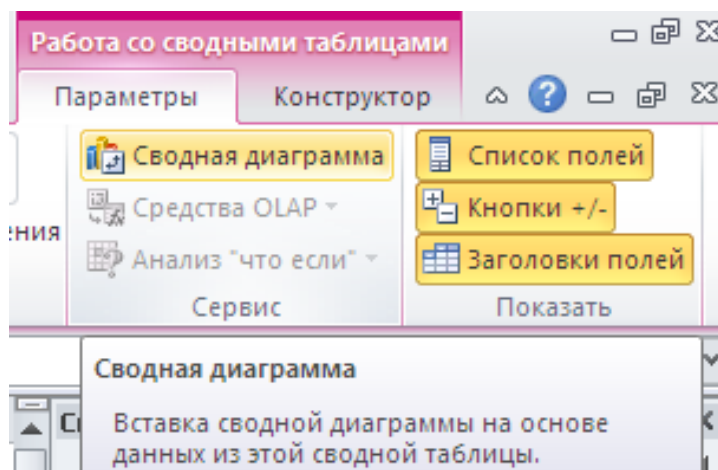 Работа со сводными таблицами
Параметры Конструктор
Сводная диаграмма
Средства OLAP
Анализ "что если"
Сервис
Список полей
Кнопки +/-
Заголовки полей
Показать
Сводная диаграмма
Вставка сводной диаграммы на основе
данных из этой сводной таблицы.